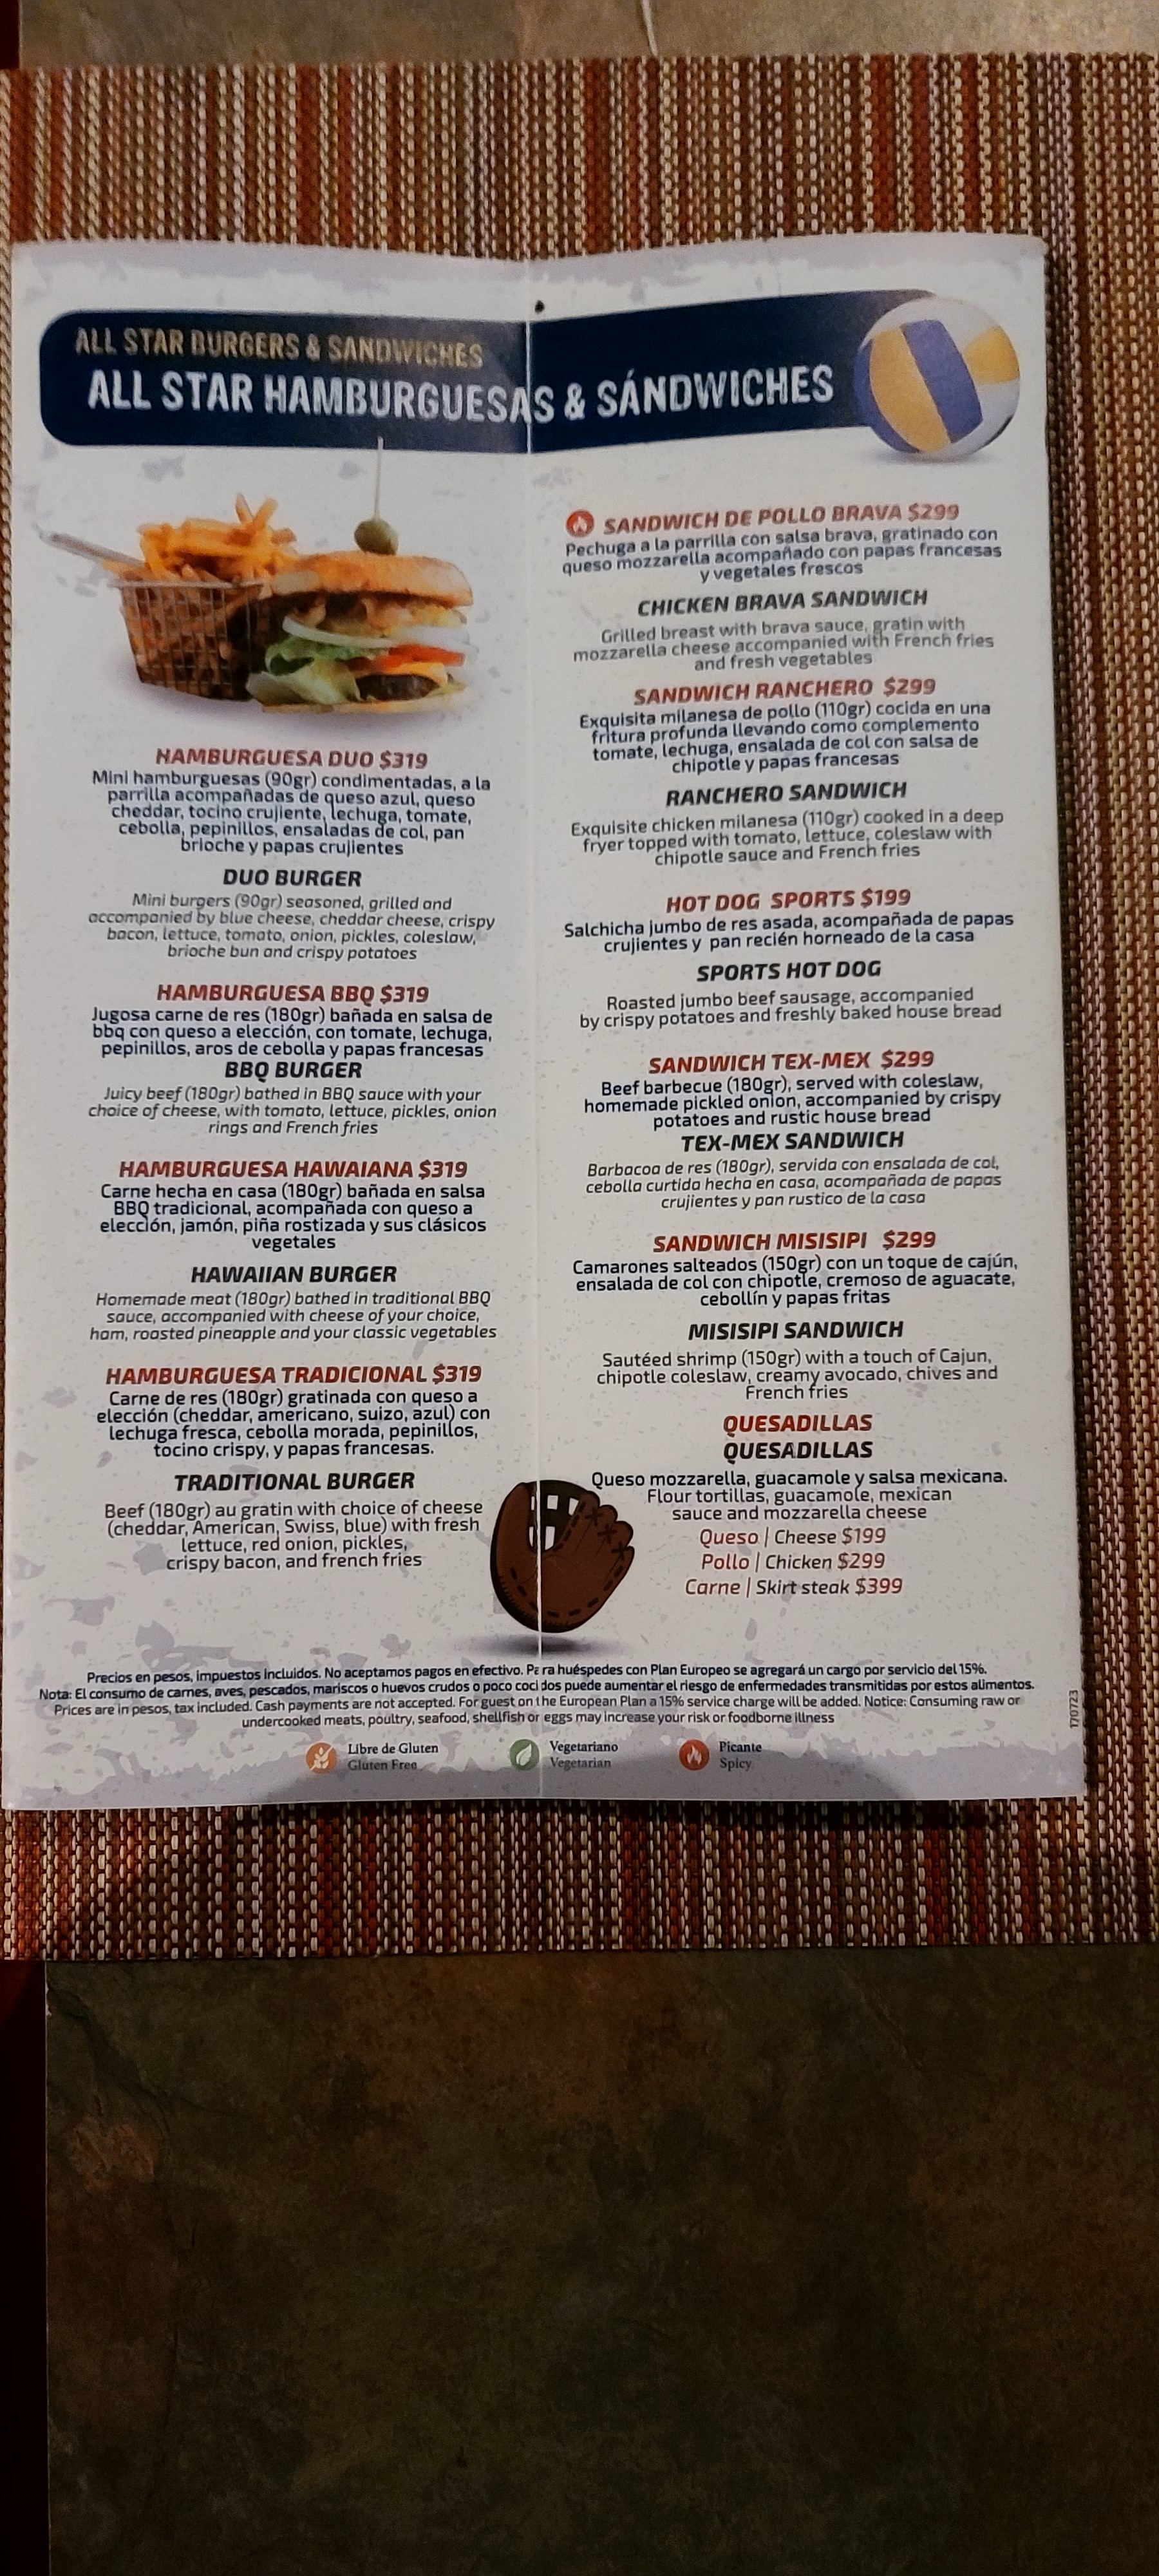 ALL STAR BURGERS & SANDWICHES
ALL STAR HAMBURGUESAS & SÁNDWICHES
HAMBURGUESA DUO $319
Mini hamburguesas (90gr) condimentadas, a la
parrilla acompañadas de queso azul, queso
cheddar, tocino crujiente, lechuga, tomate,
cebolla, pepinillos, ensaladas de col, pan
brioche y papas crujientes
DUO BURGER
Mini burgers (90gr) seasoned, grilled and
accompanied by blue cheese, cheddar cheese, crispy
bacon, lettuce, tomato, onion, pickles, coleslaw,
brioche bun and crispy potatoes
HAMBURGUESA BBQ $319
Jugosa carne de res (180gr) bañada en salsa de
bbq con queso a elección, con tomate, lechuga,
pepinillos, aros de cebolla y papas francesas
BBQ BURGER
Juicy beef (180gr) bathed in BBQ sauce with your
choice of cheese, with tomato, lettuce, pickles, onion
rings and French fries
HAMBURGUESA HAWAIANA $319
Carne hecha en casa (180gr) bañada en salsa
BBQ tradicional, acompañada con queso a
elección, jamón, piña rostizada y sus clásicos
vegetales
HAWAIIAN BURGER
Homemade meat (180gr) bathed in traditional BBQ
sauce, accompanied with cheese of your choice,
ham, roasted pineapple and your classic vegetables
HAMBURGUESA TRADICIONAL $319
Carne de res (180gr) gratinada con queso a
elección (cheddar, americano, suizo, azul) con
lechuga fresca, cebolla morada, pepinillos,
tocino crispy, y papas francesas.
TRADITIONAL BURGER
Beef (180gr) au gratin with choice of cheese
(cheddar, American, Swiss, blue) with fresh
lettuce, red onion, pickles,
crispy bacon, and french fries
SANDWICH DE POLLO BRAVA $299
Pechuga a la parrilla con salsa brava, gratinado con
queso mozzarella acompañado con papas francesas
y vegetales frescos
CHICKEN BRAVA SANDWICH
Grilled breast with brava sauce, gratin with
mozzarella cheese accompanied with French fries
and fresh vegetables
SANDWICH RANCHERO $299
Exquisita milanesa de pollo (110gr) cocida en una
fritura profunda llevando como complemento
tomate, lechuga, ensalada de col con salsa de
chipotle y papas francesas
RANCHERO SANDWICH
Exquisite chicken milanesa (110gr) cooked in a deep
fryer topped with tomato, lettuce, coleslaw with
chipotle sauce and French fries
HOT DOG SPORTS $199
Salchicha jumbo de res asada, acompañada de papas
crujientes y pan recién horneado de la casa
SPORTS HOT DOG
Roasted jumbo beef sausage, accompanied
by crispy potatoes and freshly baked house bread
SANDWICH TEX-MEX $299
Beef barbecue (180gr), served with coleslaw,
homemade pickled onion, accompanied by crispy
potatoes and rustic house bread
TEX-MEX SANDWICH
Barbacoa de res (180gr), servida con ensalada de col,
cebolla curtida hecha en casa, acompañada de papas
crujientes y pan rustico de la casa
SANDWICH MISISIPI $299
Camarones salteados (150gr) con un toque de cajún,
ensalada de col con chipotle, cremoso de aguacate,
cebollín y papas fritas
MISISIPI SANDWICH
Sautéed shrimp (150gr) with a touch of Cajun,
chipotle coleslaw, creamy avocado, chives and
French fries
QUESADILLAS
QUESADILLAS
Queso mozzarella, guacamole y salsa mexicana.
Flour tortillas, guacamole, mexican
sauce and mozzarella cheese
Queso | Cheese $199
Pollo | Chicken $299
Carne | Skirt steak $399
Precios en pesos, impuestos incluidos. No aceptamos pagos en efectivo. Para huéspedes con Plan Europeo se agregará un cargo por servicio del 15%.
Nota: El consumo de carnes, aves, pescados, mariscos o huevos crudos o poco cocidos puede aumentar el riesgo de enfermedades transmitidas por estos alimentos.
Prices are in pesos, tax included. Cash payments are not accepted. For guest on the European Plan a 15% service charge will be added. Notice: Consuming raw or
undercooked meats, poultry, seafood, shellfish or eggs may increase your risk or foodborne illness
170723
Libre de Gluten
Gluten Free
Vegetariano
Vegetarian
Picante
Spicy